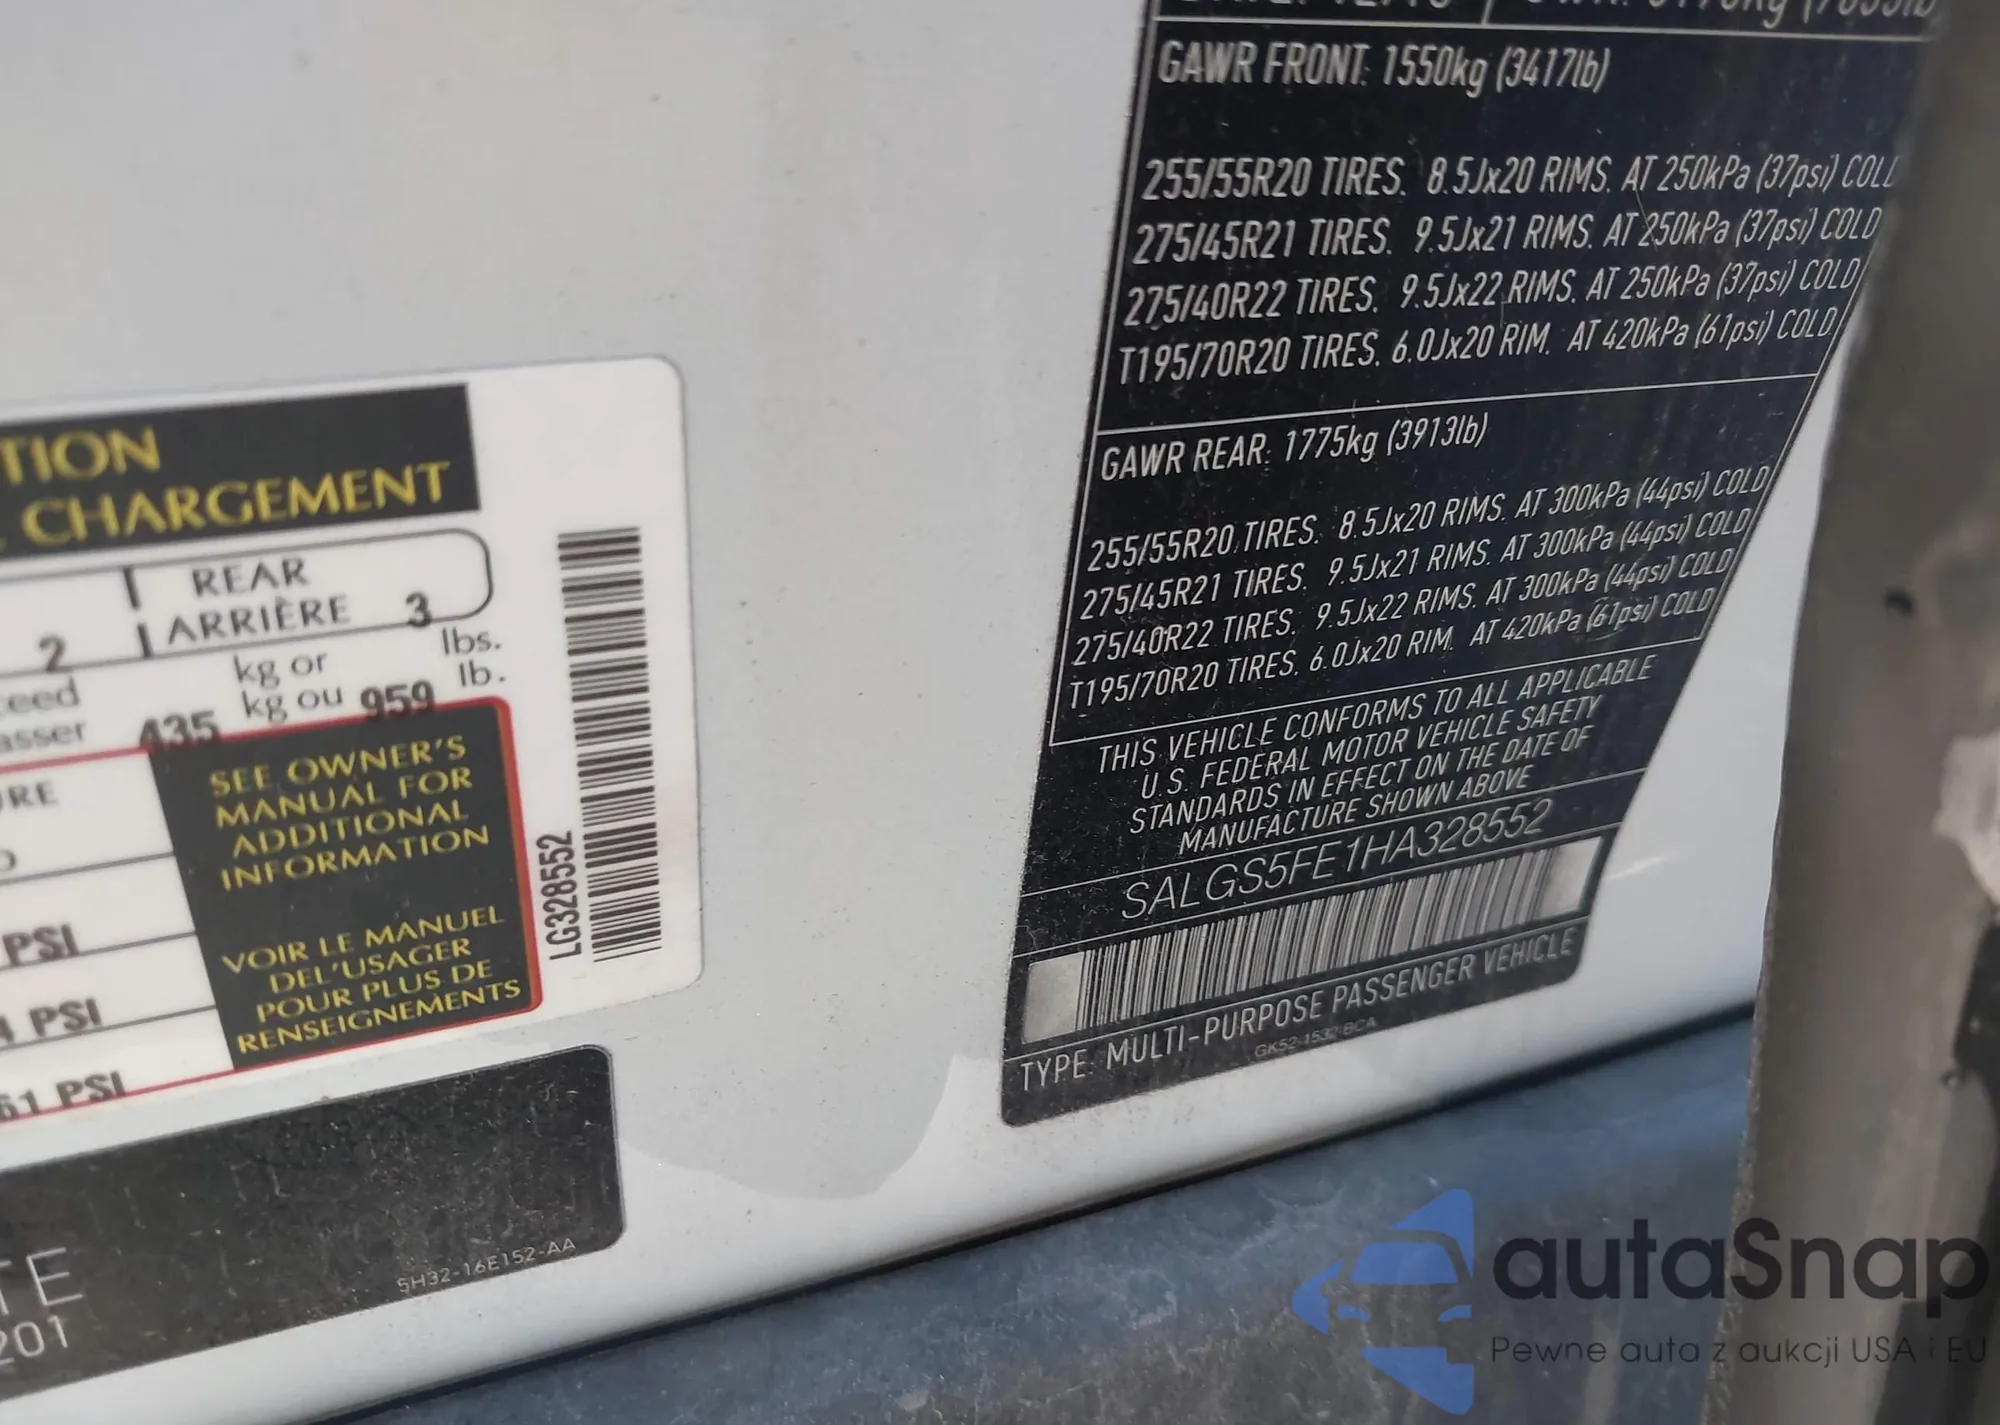 GAWR FRONT: 1550kg (3417lb)
255/55R20 TIRES. 8.5Jx20 RIMS. AT 250kPa (37psi) COLD
275/45R21 TIRES. 9.5Jx21 RIMS. AT 250kPa (37psi) COLD
275/40R22 TIRES. 9.5Jx22 RIMS. AT 250kPa (37psi) COLD
T195/70R20 TIRES. 6.0Jx20 RIM. AT 420kPa (61psi) COLD
GAWR REAR: 1775kg (3913lb)
255/55R20 TIRES. 8.5Jx20 RIMS. AT 300kPa (44psi) COLD
275/45R21 TIRES. 9.5Jx21 RIMS. AT 300kPa (44psi) COLD
275/40R22 TIRES. 9.5Jx22 RIMS. AT 300kPa (44psi) COLD
T195/70R20 TIRES. 6.0Jx20 RIM. AT 420kPa (61psi) COLD
THIS VEHICLE CONFORMS TO ALL APPLICABLE
U.S. FEDERAL MOTOR VEHICLE SAFETY
STANDARDS IN EFFECT ON THE DATE OF
MANUFACTURE SHOWN ABOVE
SALGS5FE1HA328552
TYPE: MULTI-PURPOSE PASSENGER VEHICLE
GK52-1532-BCA
TION
CHARGEMENT
REAR
2 ARRIÈRE 3
kg or lbs.
435 kg ou 959 lb.
SEE OWNER'S
MANUAL FOR
ADDITIONAL
INFORMATION
VOIR LE MANUEL
DEL'USAGER
POUR PLUS DE
RENSEIGNEMENTS
PSI
4 PSI
61 PSI
LG328552
5H32-16E152-AA
TE
201
autaSnap
Pewne auta z aukcji USA i EU